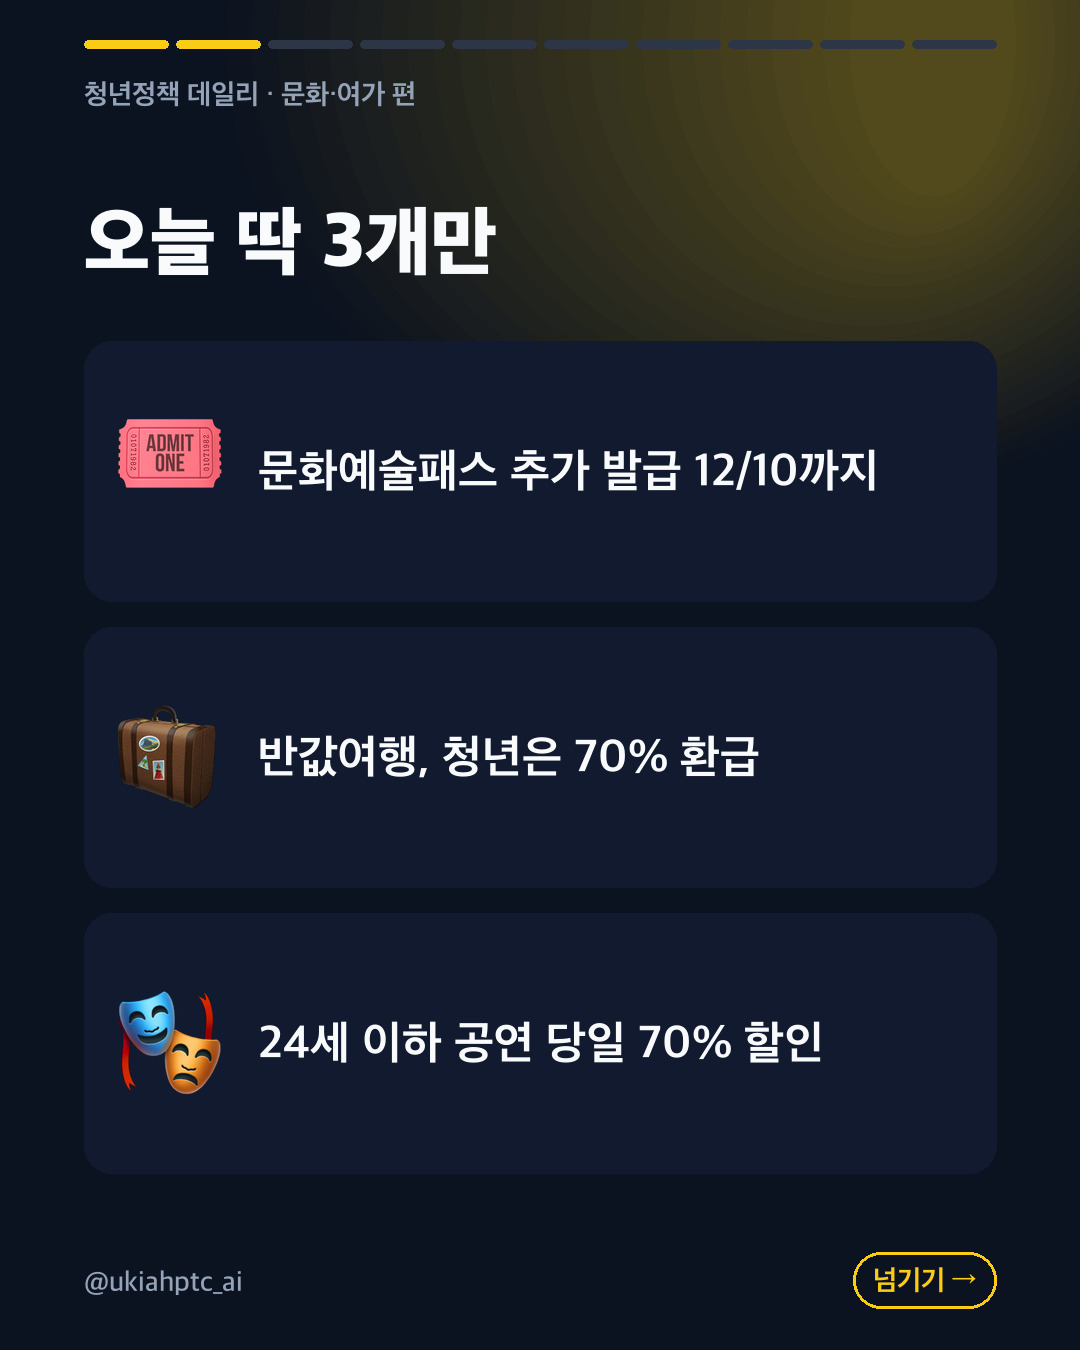 청년정책 데일리 · 문화·여가 편
오늘 딱 3개만
ADMIT
ONE
01071982
01071982
문화예술패스 추가 발급 12/10까지
반값여행, 청년은 70% 환급
24세 이하 공연 당일 70% 할인
@ukiahptc_ai
넘기기 →